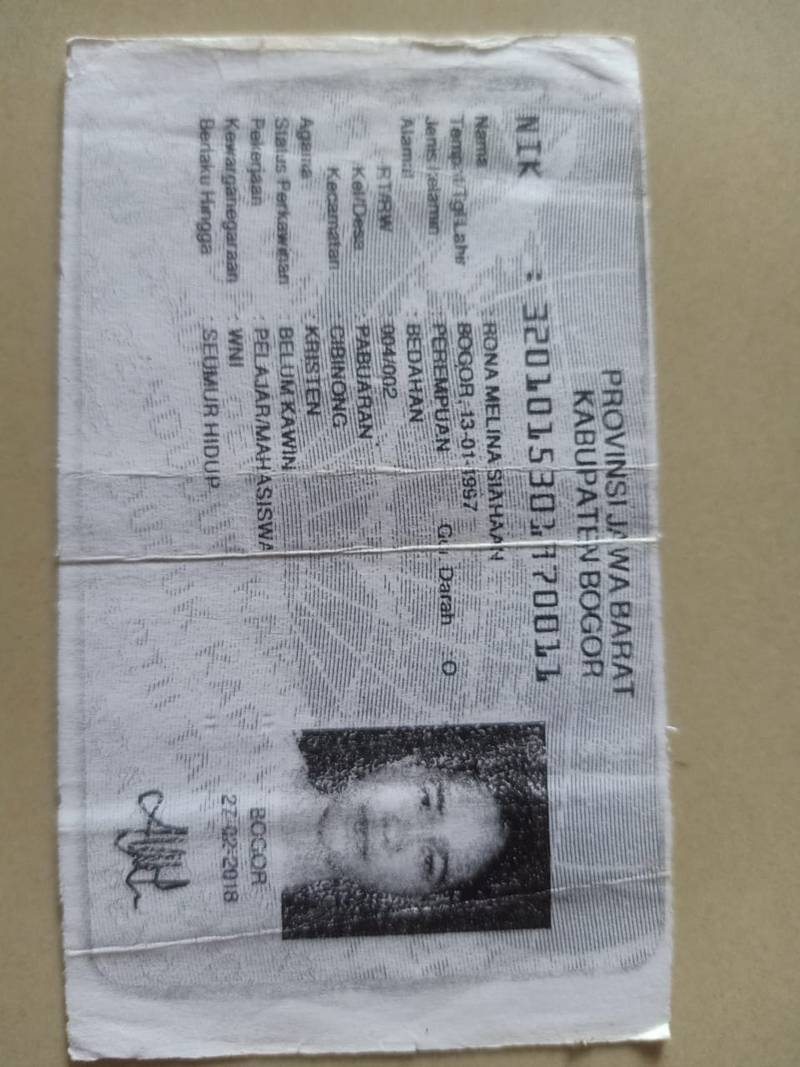 PROVINSI JAWA BARAT
KABUPATEN BOGOR
NIK : 3201015301970011
Nama : RONA MELINA SIAHAAN
Tempat/Tgl Lahir : BOGOR, 13-01-1997
Jenis Kelamin : PEREMPUAN Gol. Darah O
Alamat : BEDAHAN
RT/RW : 004/002
Kel/Desa : PABUARAN
Kecamatan : CIBINONG
Agama : KRISTEN
Status Perkawinan : BELUM KAWIN
Pekerjaan : PELAJAR/MAHASISWA
Kewarganegaraan : WNI
Berlaku Hingga : SEUMUR HIDUP
BOGOR
27-02-2018